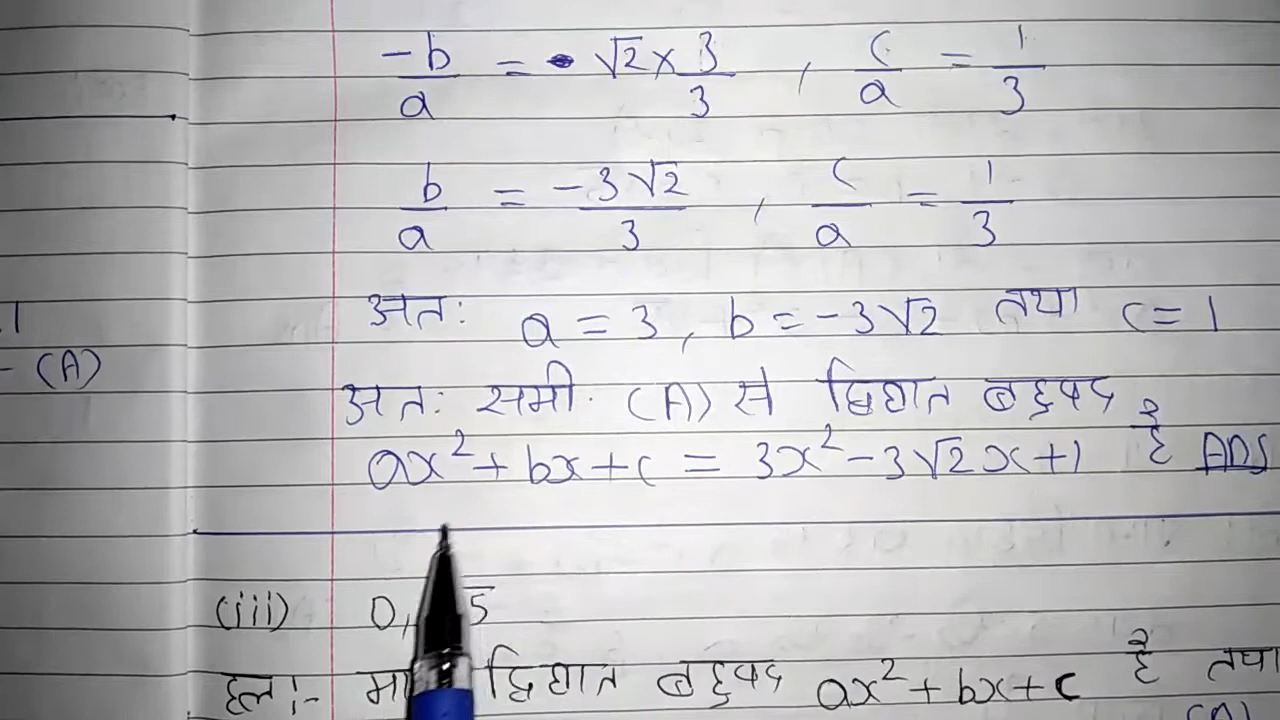 -b/a = √2 × 3/3 , c/a = 1/3
b/a = -3√2/3 , c/a = 1/3
अतः a = 3, b = -3√2 तथा c = 1
- (A)
अतः समी. (A) से द्विघात बहुपद
ax² + bx + c = 3x² - 3√2x + 1 है Ans
(iii) 0,
हल:- द्विघात बहुपद ax² + bx + c है तथा
(A)